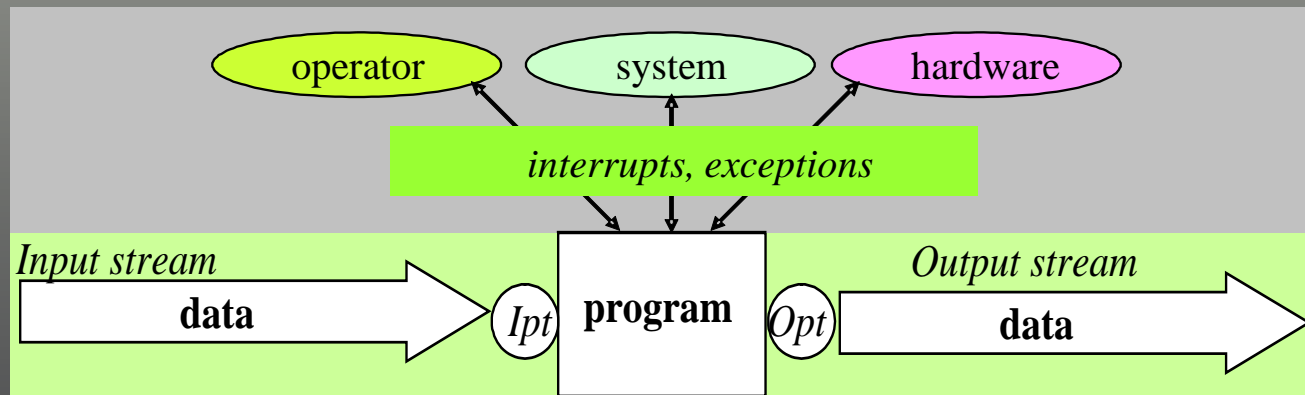 operator system hardware
interrupts, exceptions
Input stream
Output stream
data
Ipt
program
Opt
data